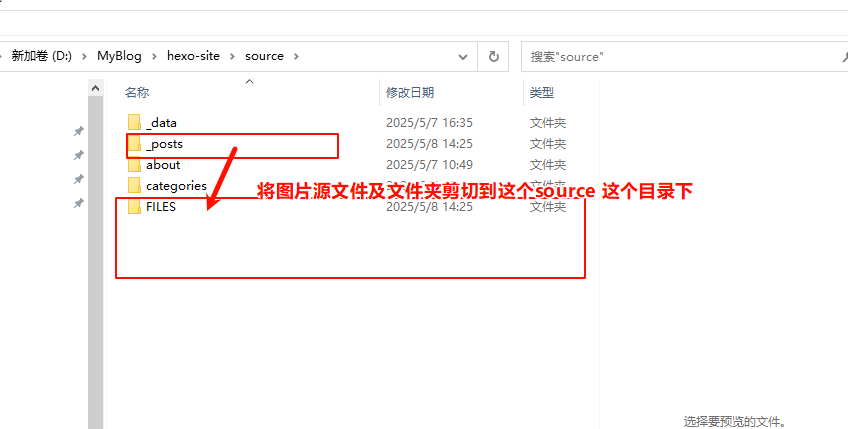 新加卷 (D:) › MyBlog › hexo-site › source ›
搜索"source"
名称 修改日期 类型
_data 2025/5/7 16:35 文件夹
_posts 2025/5/8 14:25 文件夹
about 2025/5/7 10:49 文件夹
categories
将图片源文件及文件夹剪切到这个source 这个目录下
FILES 2025/5/8 14:25 文件夹
选择要预览的文件。